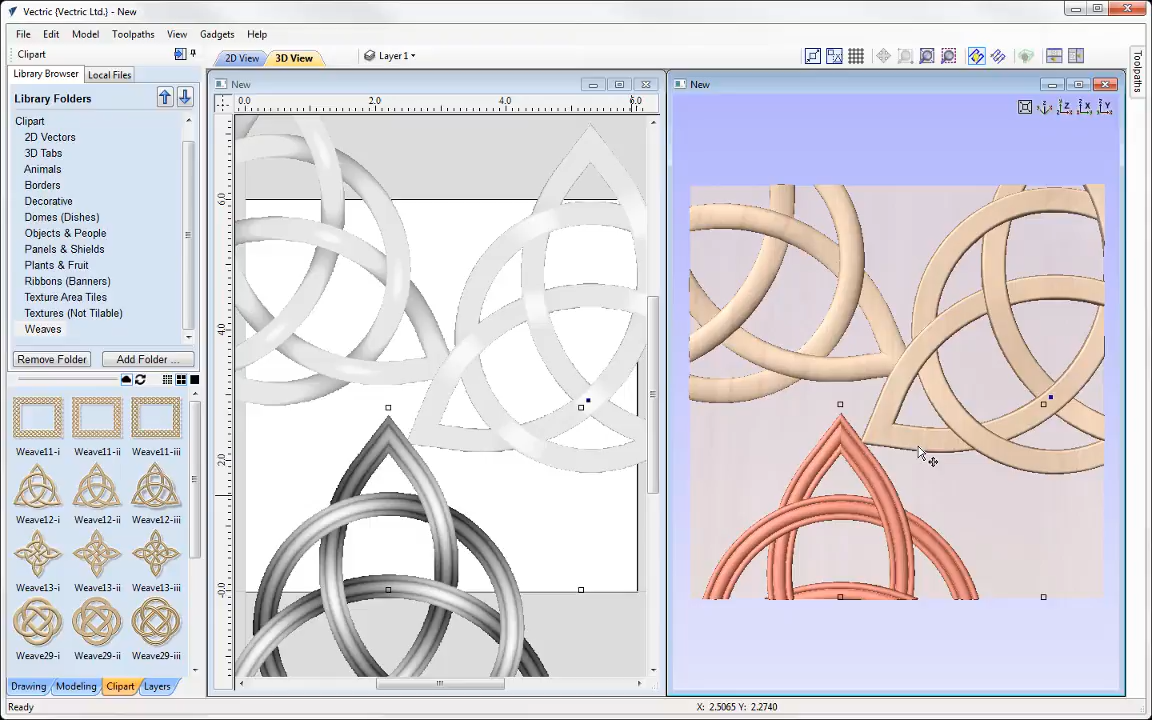 Vectric {Vectric Ltd.} - New
File Edit Model Toolpaths View Gadgets Help
Clipart
2D View 3D View Layer 1
Library Browser Local Files
Library Folders
Clipart
2D Vectors
3D Tabs
Animals
Borders
Decorative
Domes (Dishes)
Objects & People
Panels & Shields
Plants & Fruit
Ribbons (Banners)
Texture Area Tiles
Textures (Not Tilable)
Weaves
Remove Folder Add Folder ...
Weave11-i Weave11-ii Weave11-iii
Weave12-i Weave12-ii Weave12-iii
Weave13-i Weave13-ii Weave13-iii
Weave29-i Weave29-ii Weave29-iii
Drawing Modeling Clipart Layers
New
0.0 2.0 4.0 6.0
6.0
4.0
2.0
-0.0
New
Z X Y
Toolpaths
Ready X: 2.5065 Y: 2.2740